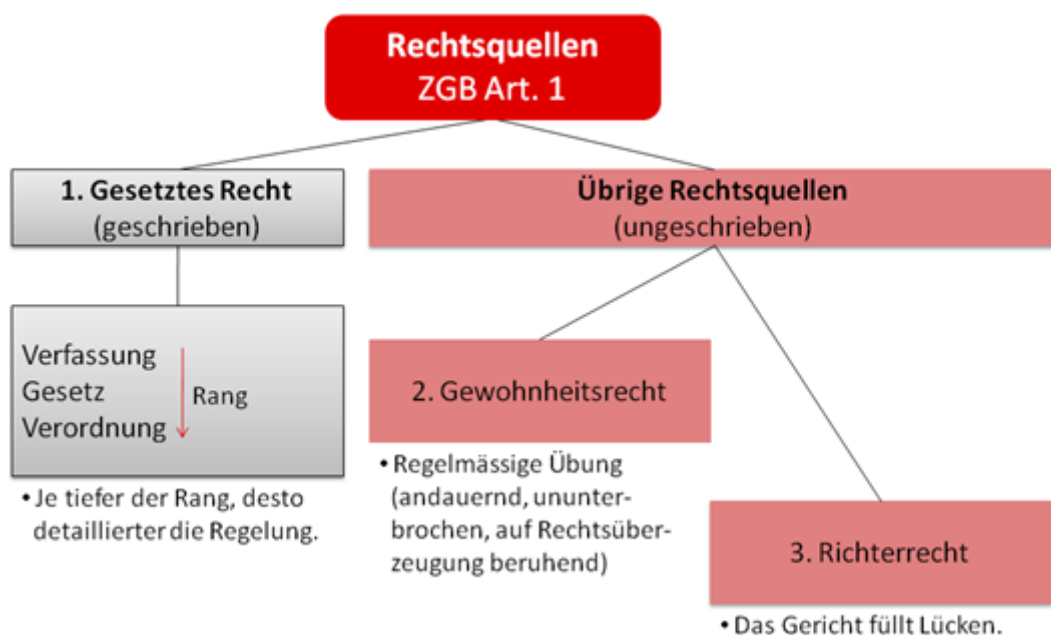 Rechtsquellen
ZGB Art. 1
1. Gesetztes Recht
(geschrieben)
Übrige Rechtsquellen
(ungeschrieben)
Verfassung
Gesetz
Verordnung
Rang
• Je tiefer der Rang, desto
detaillierter die Regelung.
2. Gewohnheitsrecht
• Regelmässige Übung
(andauernd, ununter-
brochen, auf Rechtsüber-
zeugung beruhend)
3. Richterrecht
• Das Gericht füllt Lücken.